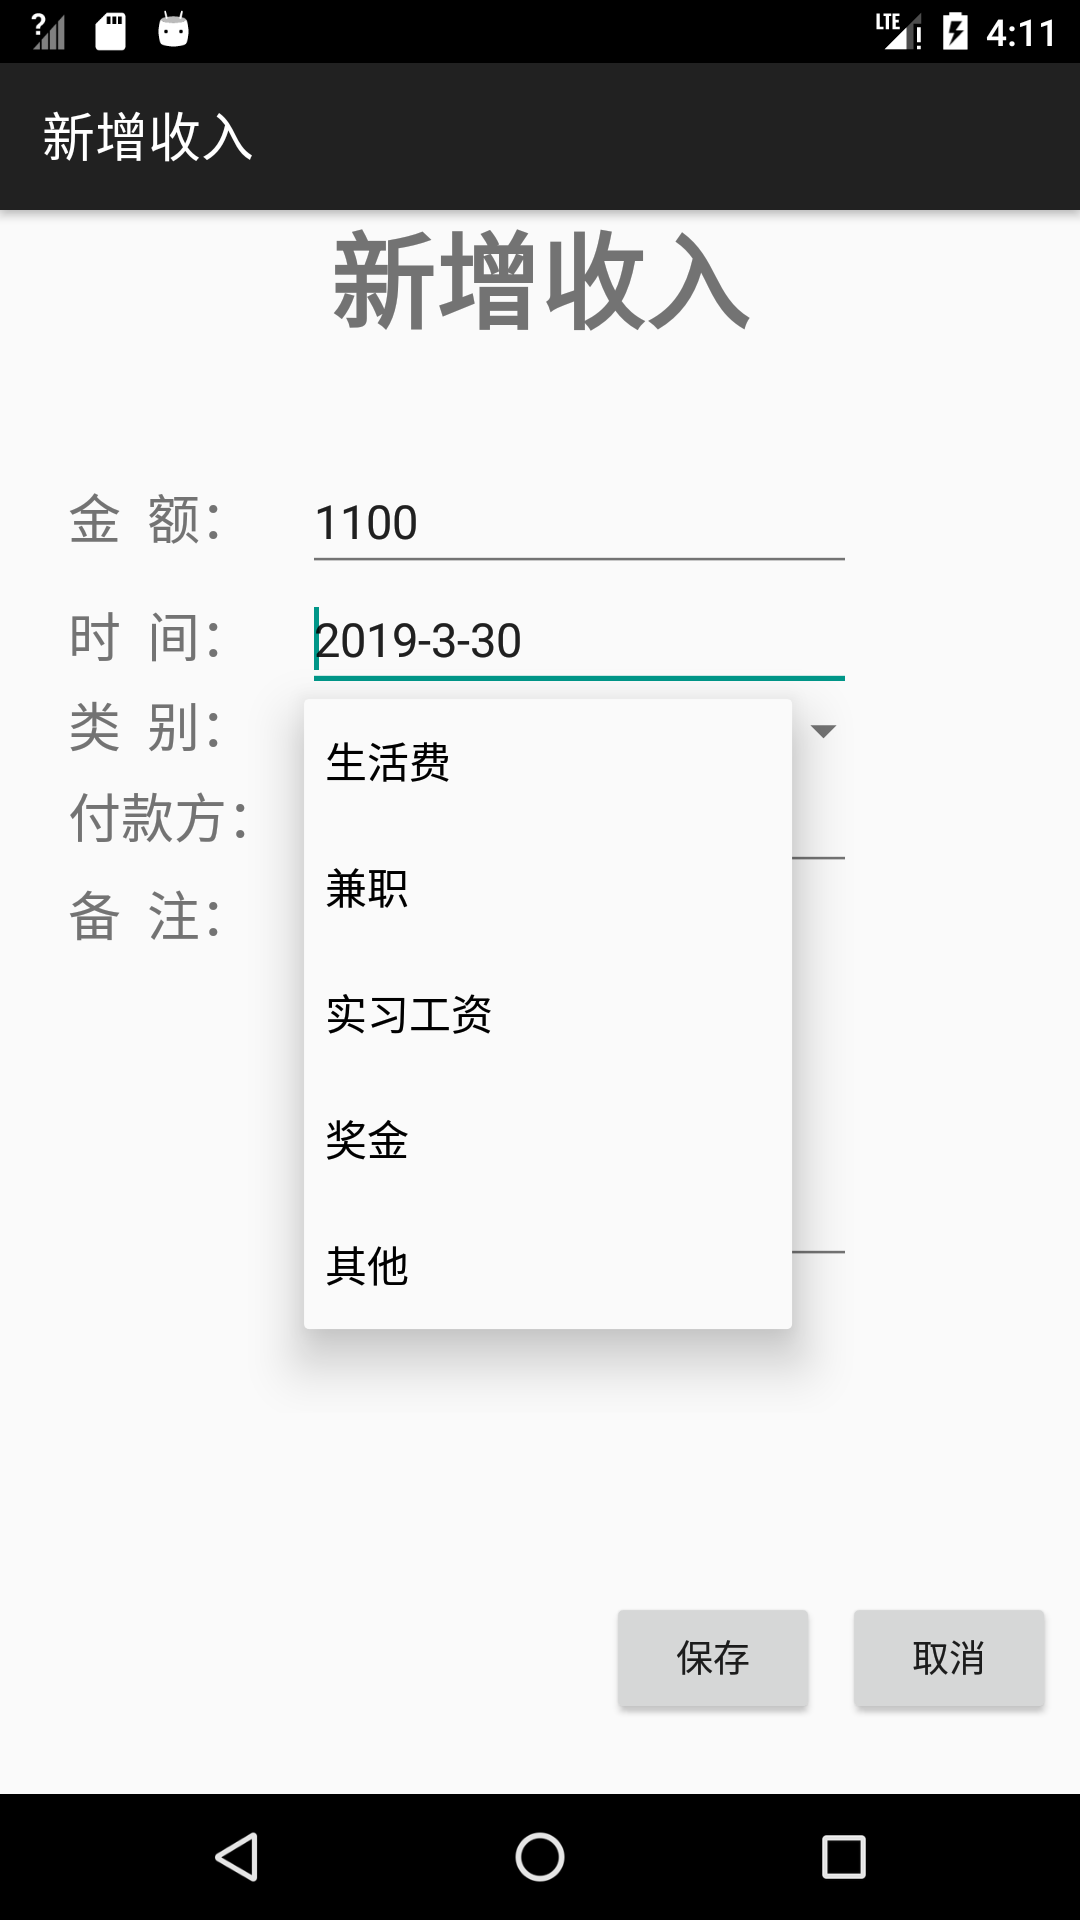 ? LTE ! 4:11
新增收入
新增收入
金 额: 1100
时 间: 2019-3-30
类 别:
付款方:
备 注:
生活费
兼职
实习工资
奖金
其他
保存 取消